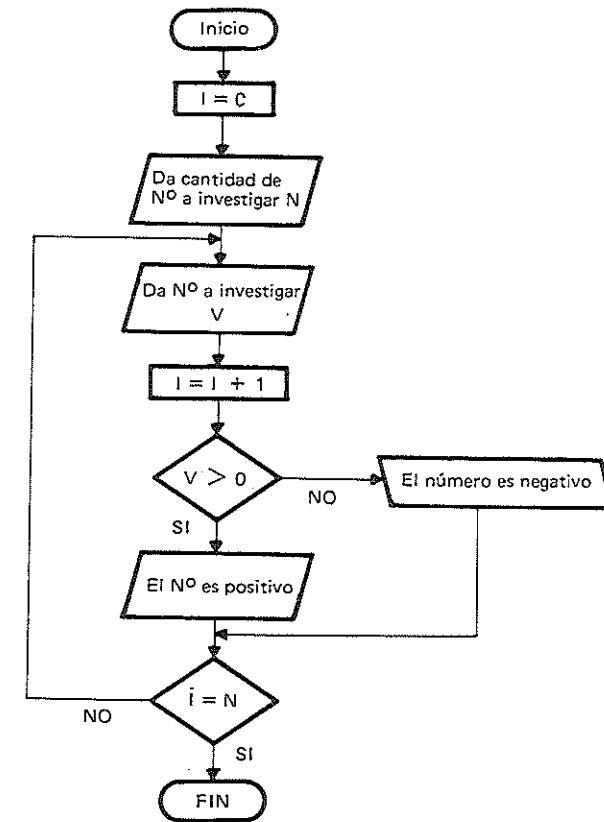 Inicio
I = C
Da cantidad de
Nº a investigar N
Da Nº a investigar
V
I = I + 1
V > 0
NO
El número es negativo
SI
El Nº es positivo
i = N
NO
SI
FIN